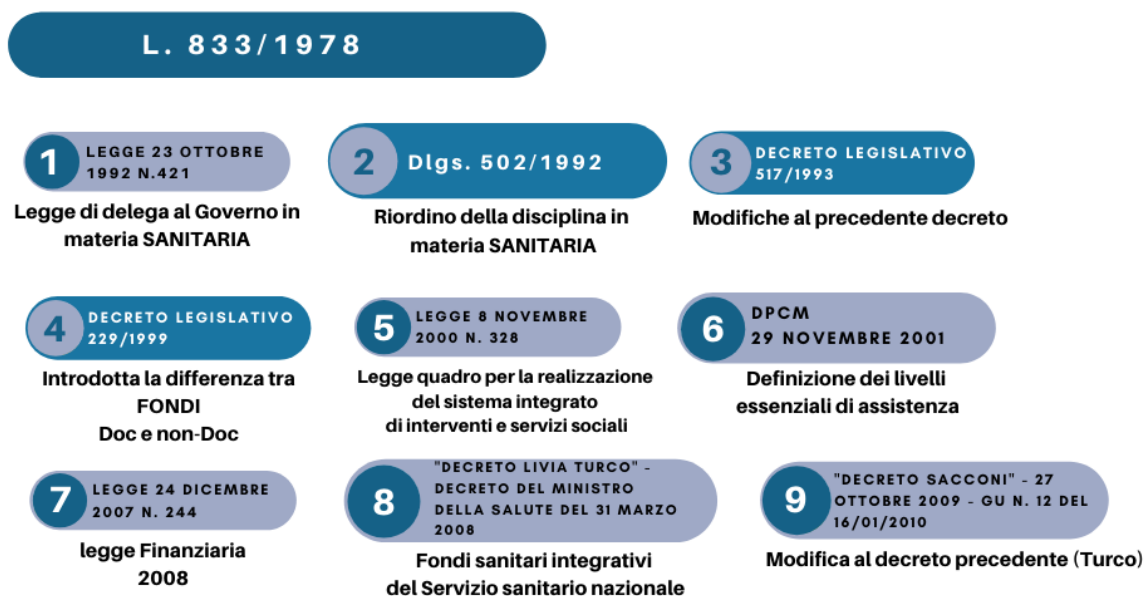 L. 833/1978
1
LEGGE 23 OTTOBRE
1992 N.421
Legge di delega al Governo in
materia SANITARIA
2
Dlgs. 502/1992
Riordino della disciplina in
materia SANITARIA
3
DECRETO LEGISLATIVO
517/1993
Modifiche al precedente decreto
4
DECRETO LEGISLATIVO
229/1999
Introdotta la differenza tra
FONDI
Doc e non-Doc
5
LEGGE 8 NOVEMBRE
2000 N. 328
Legge quadro per la realizzazione
del sistema integrato
di interventi e servizi sociali
6
DPCM
29 NOVEMBRE 2001
Definizione dei livelli
essenziali di assistenza
7
LEGGE 24 DICEMBRE
2007 N. 244
legge Finanziaria
2008
8
"DECRETO LIVIA TURCO" -
DECRETO DEL MINISTRO
DELLA SALUTE DEL 31 MARZO
2008
Fondi sanitari integrativi
del Servizio sanitario nazionale
9
"DECRETO SACCONI" - 27
OTTOBRE 2009 - GU N. 12 DEL
16/01/2010
Modifica al decreto precedente (Turco)